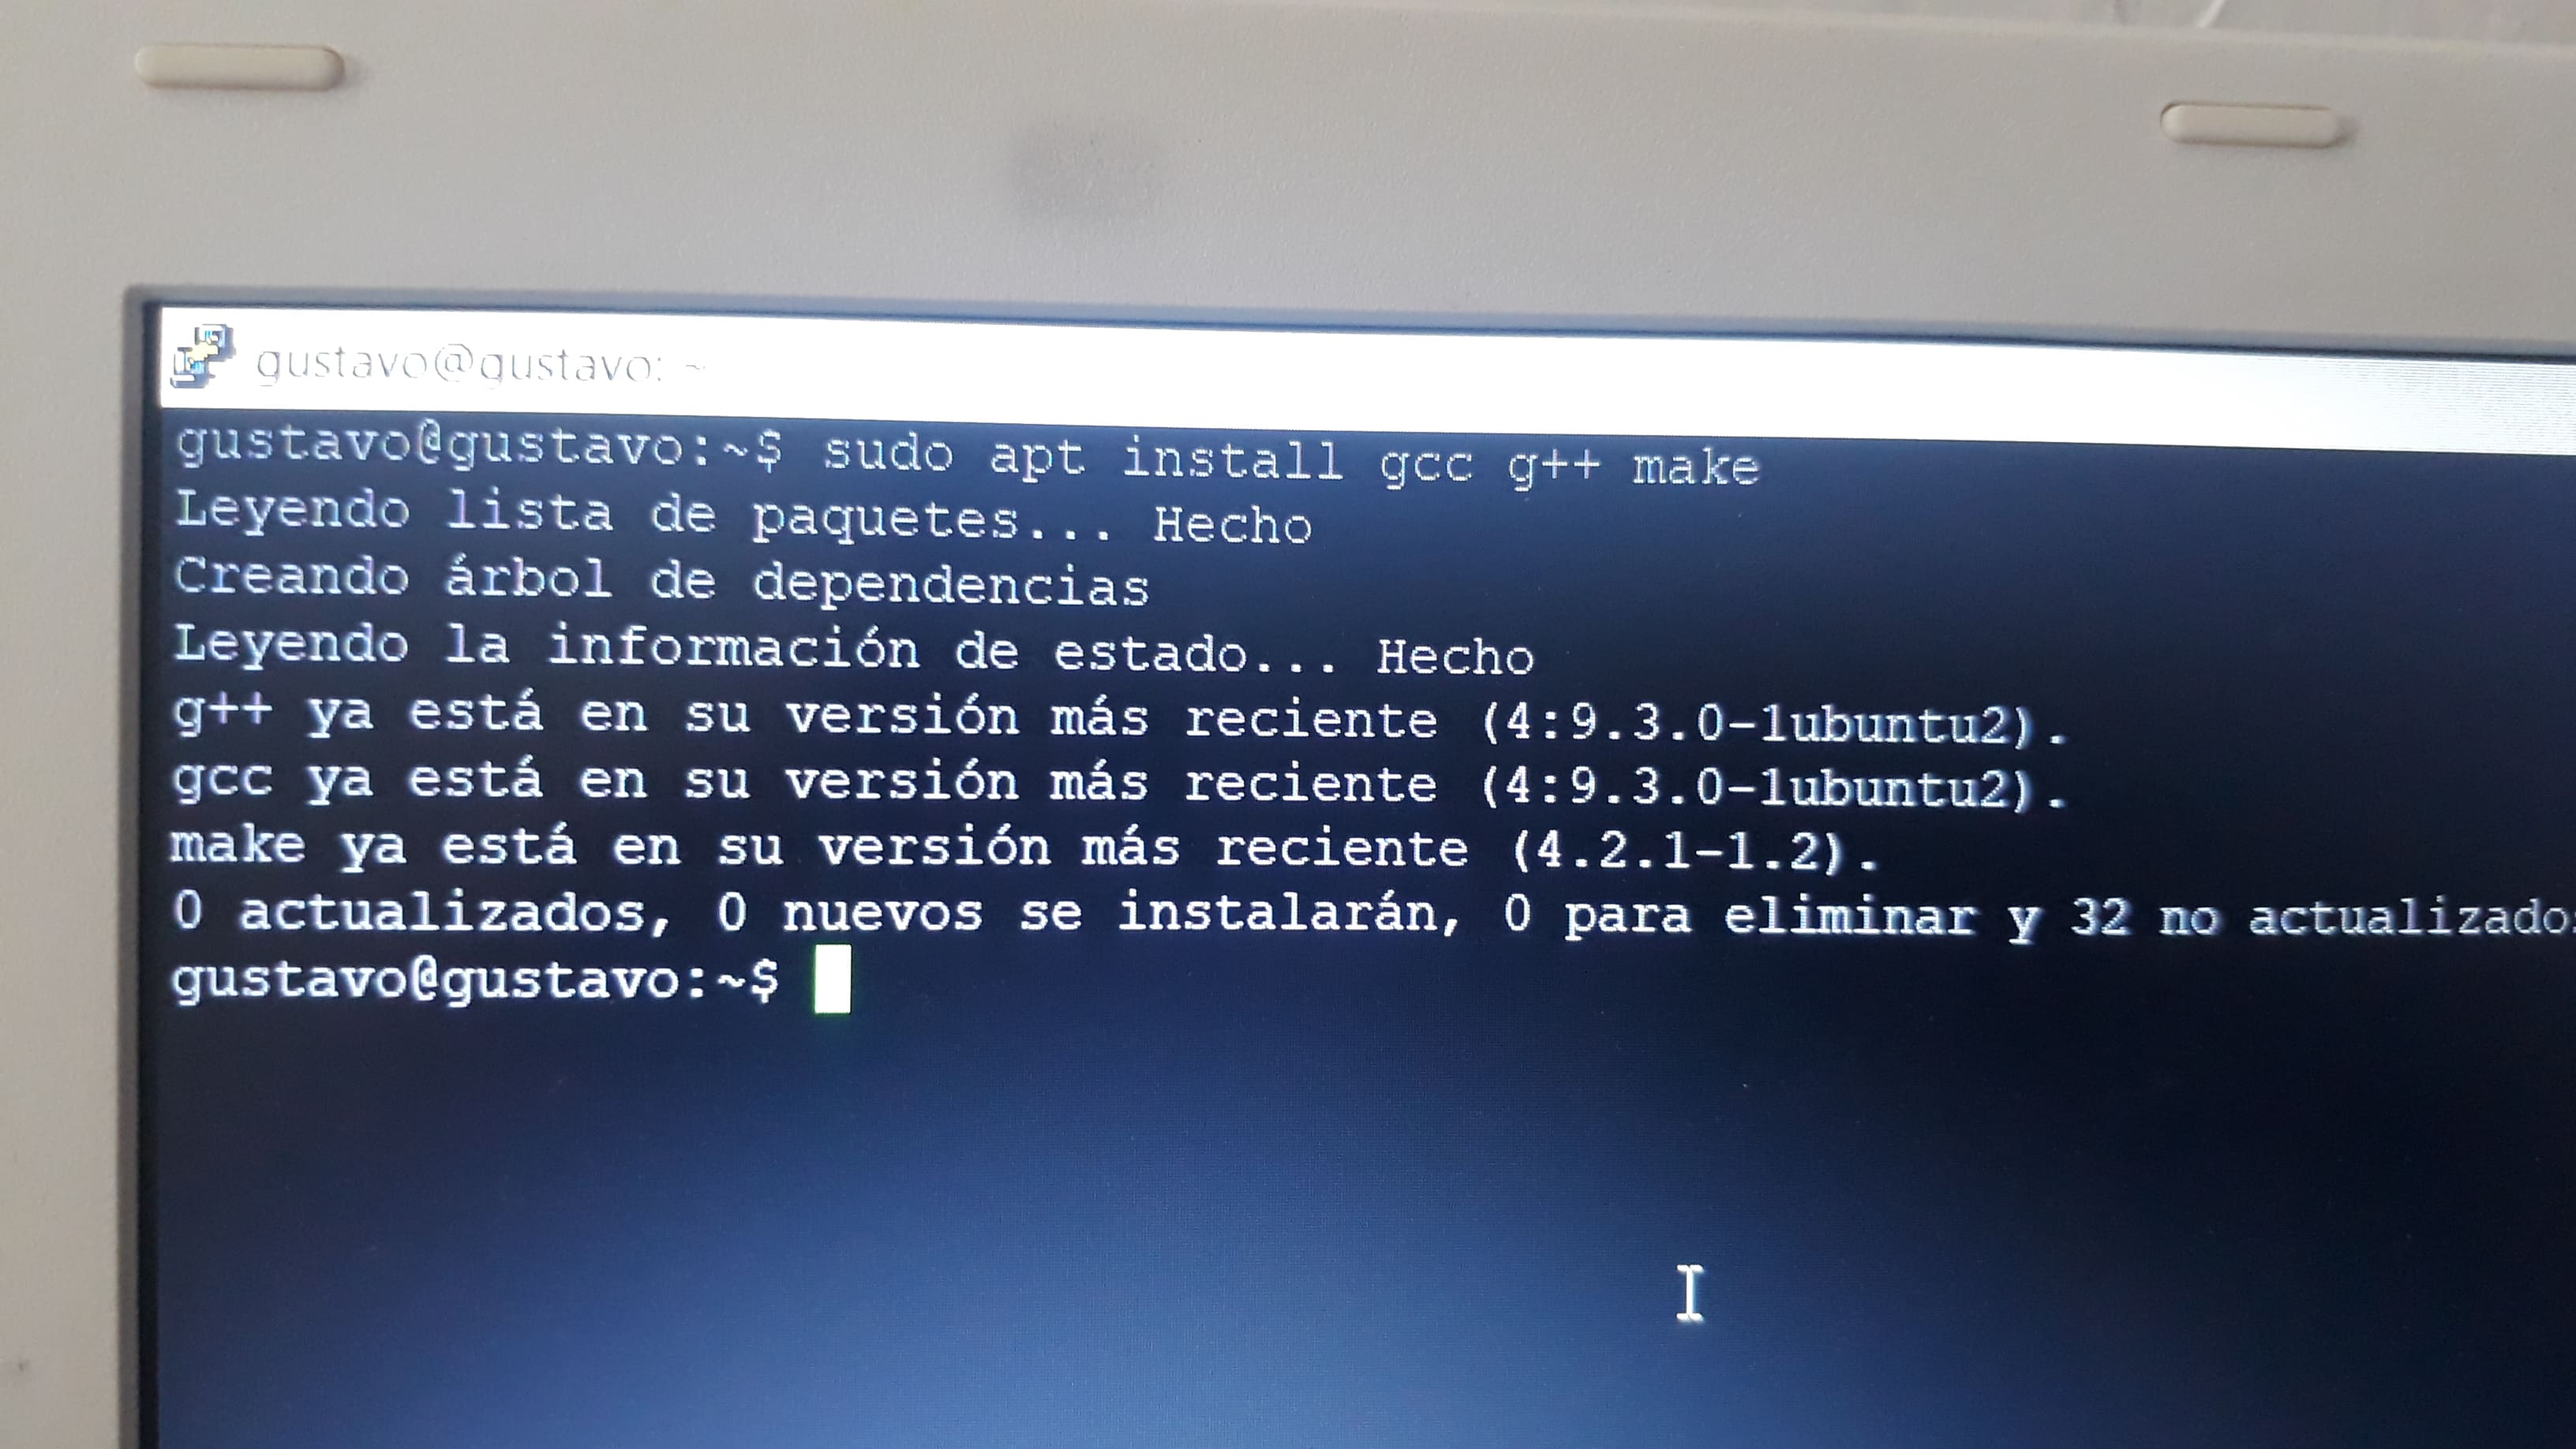 gustavo@gustavo: ~
gustavo@gustavo:~$ sudo apt install gcc g++ make
Leyendo lista de paquetes... Hecho
Creando árbol de dependencias
Leyendo la información de estado... Hecho
g++ ya está en su versión más reciente (4:9.3.0-1ubuntu2).
gcc ya está en su versión más reciente (4:9.3.0-1ubuntu2).
make ya está en su versión más reciente (4.2.1-1.2).
0 actualizados, 0 nuevos se instalarán, 0 para eliminar y 32 no actualizado
gustavo@gustavo:~$